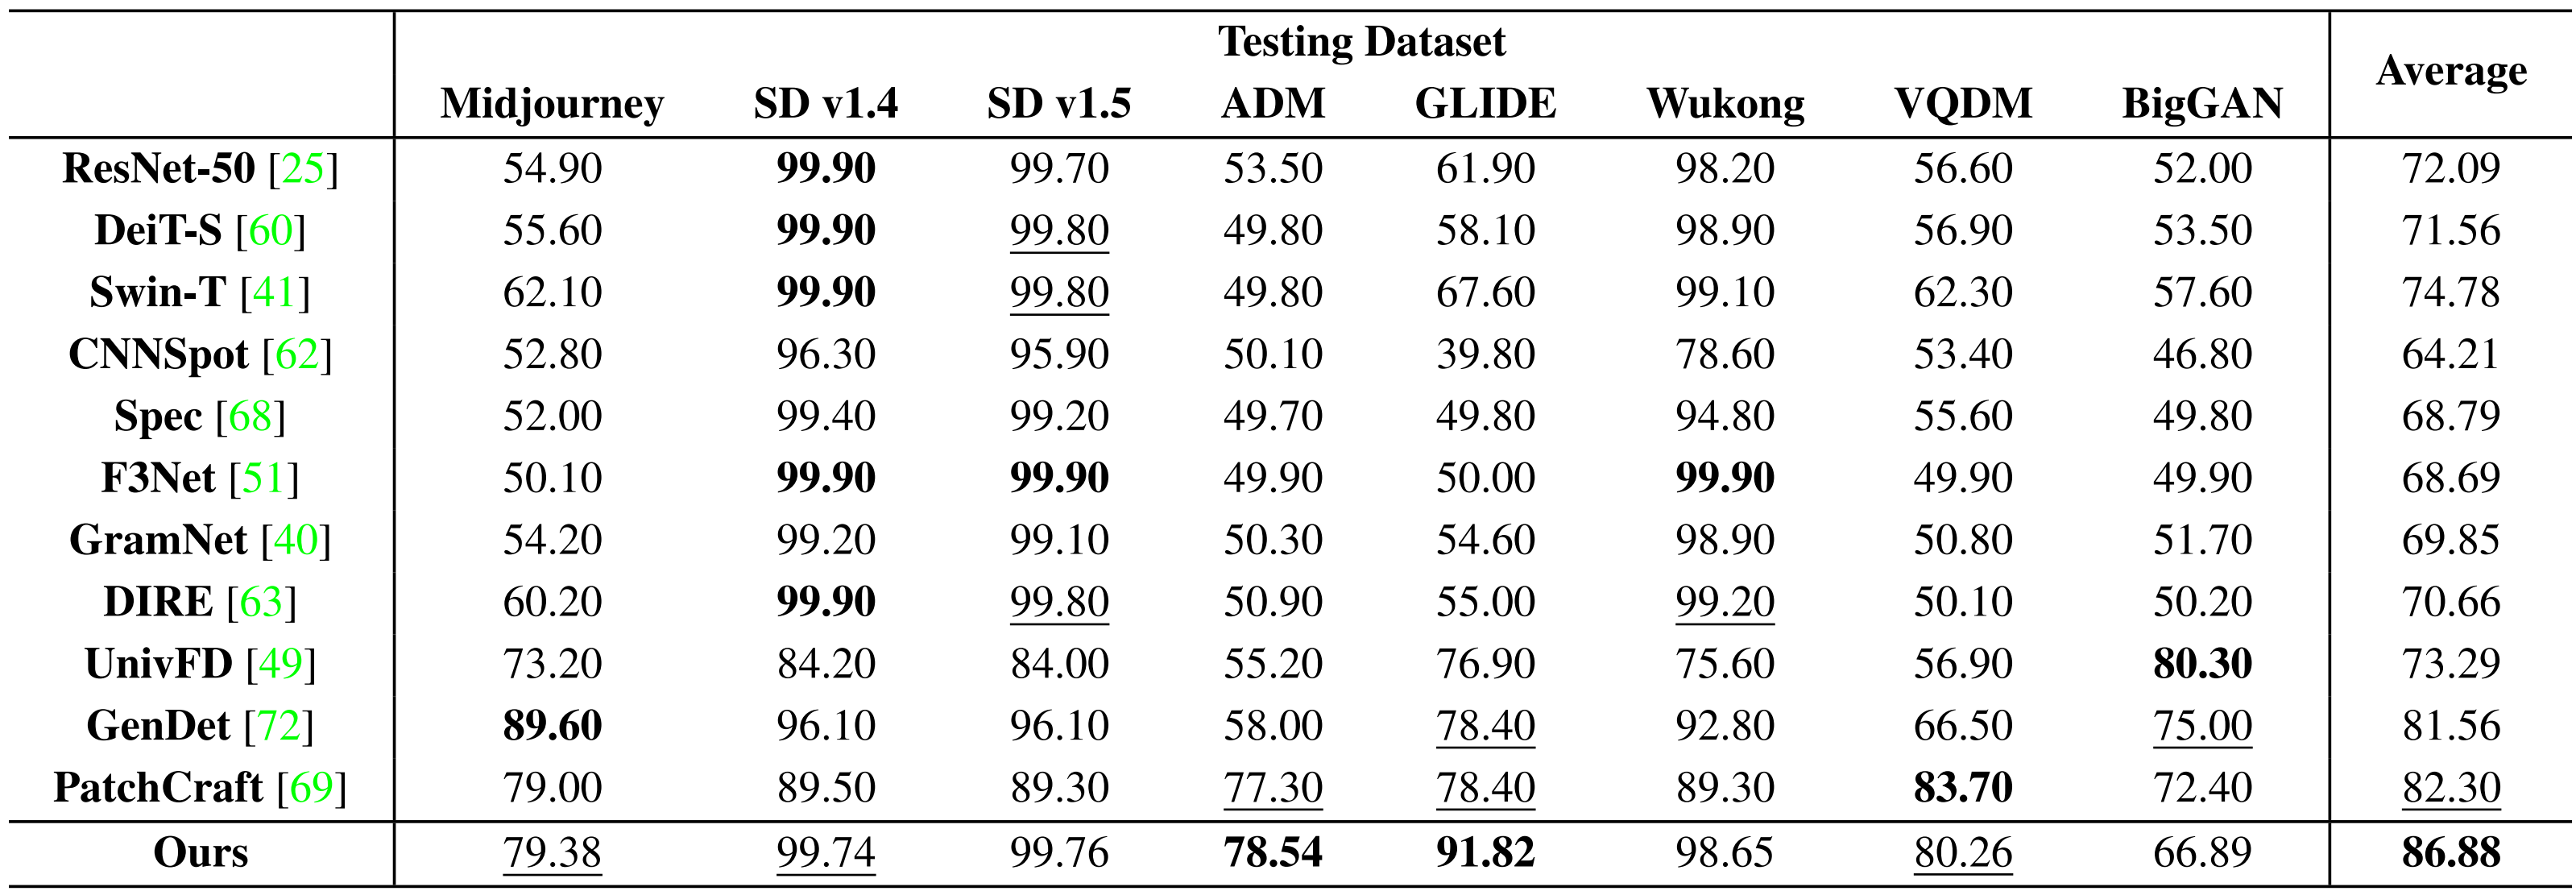 Testing Dataset Average
Midjourney SD v1.4 SD v1.5 ADM GLIDE Wukong VQDM BigGAN
ResNet-50 [25] 54.90 99.90 99.70 53.50 61.90 98.20 56.60 52.00 72.09
DeiT-S [60] 55.60 99.90 99.80 49.80 58.10 98.90 56.90 53.50 71.56
Swin-T [41] 62.10 99.90 99.80 49.80 67.60 99.10 62.30 57.60 74.78
CNNSpot [62] 52.80 96.30 95.90 50.10 39.80 78.60 53.40 46.80 64.21
Spec [68] 52.00 99.40 99.20 49.70 49.80 94.80 55.60 49.80 68.79
F3Net [51] 50.10 99.90 99.90 49.90 50.00 99.90 49.90 49.90 68.69
GramNet [40] 54.20 99.20 99.10 50.30 54.60 98.90 50.80 51.70 69.85
DIRE [63] 60.20 99.90 99.80 50.90 55.00 99.20 50.10 50.20 70.66
UnivFD [49] 73.20 84.20 84.00 55.20 76.90 75.60 56.90 80.30 73.29
GenDet [72] 89.60 96.10 96.10 58.00 78.40 92.80 66.50 75.00 81.56
PatchCraft [69] 79.00 89.50 89.30 77.30 78.40 89.30 83.70 72.40 82.30
Ours 79.38 99.74 99.76 78.54 91.82 98.65 80.26 66.89 86.88